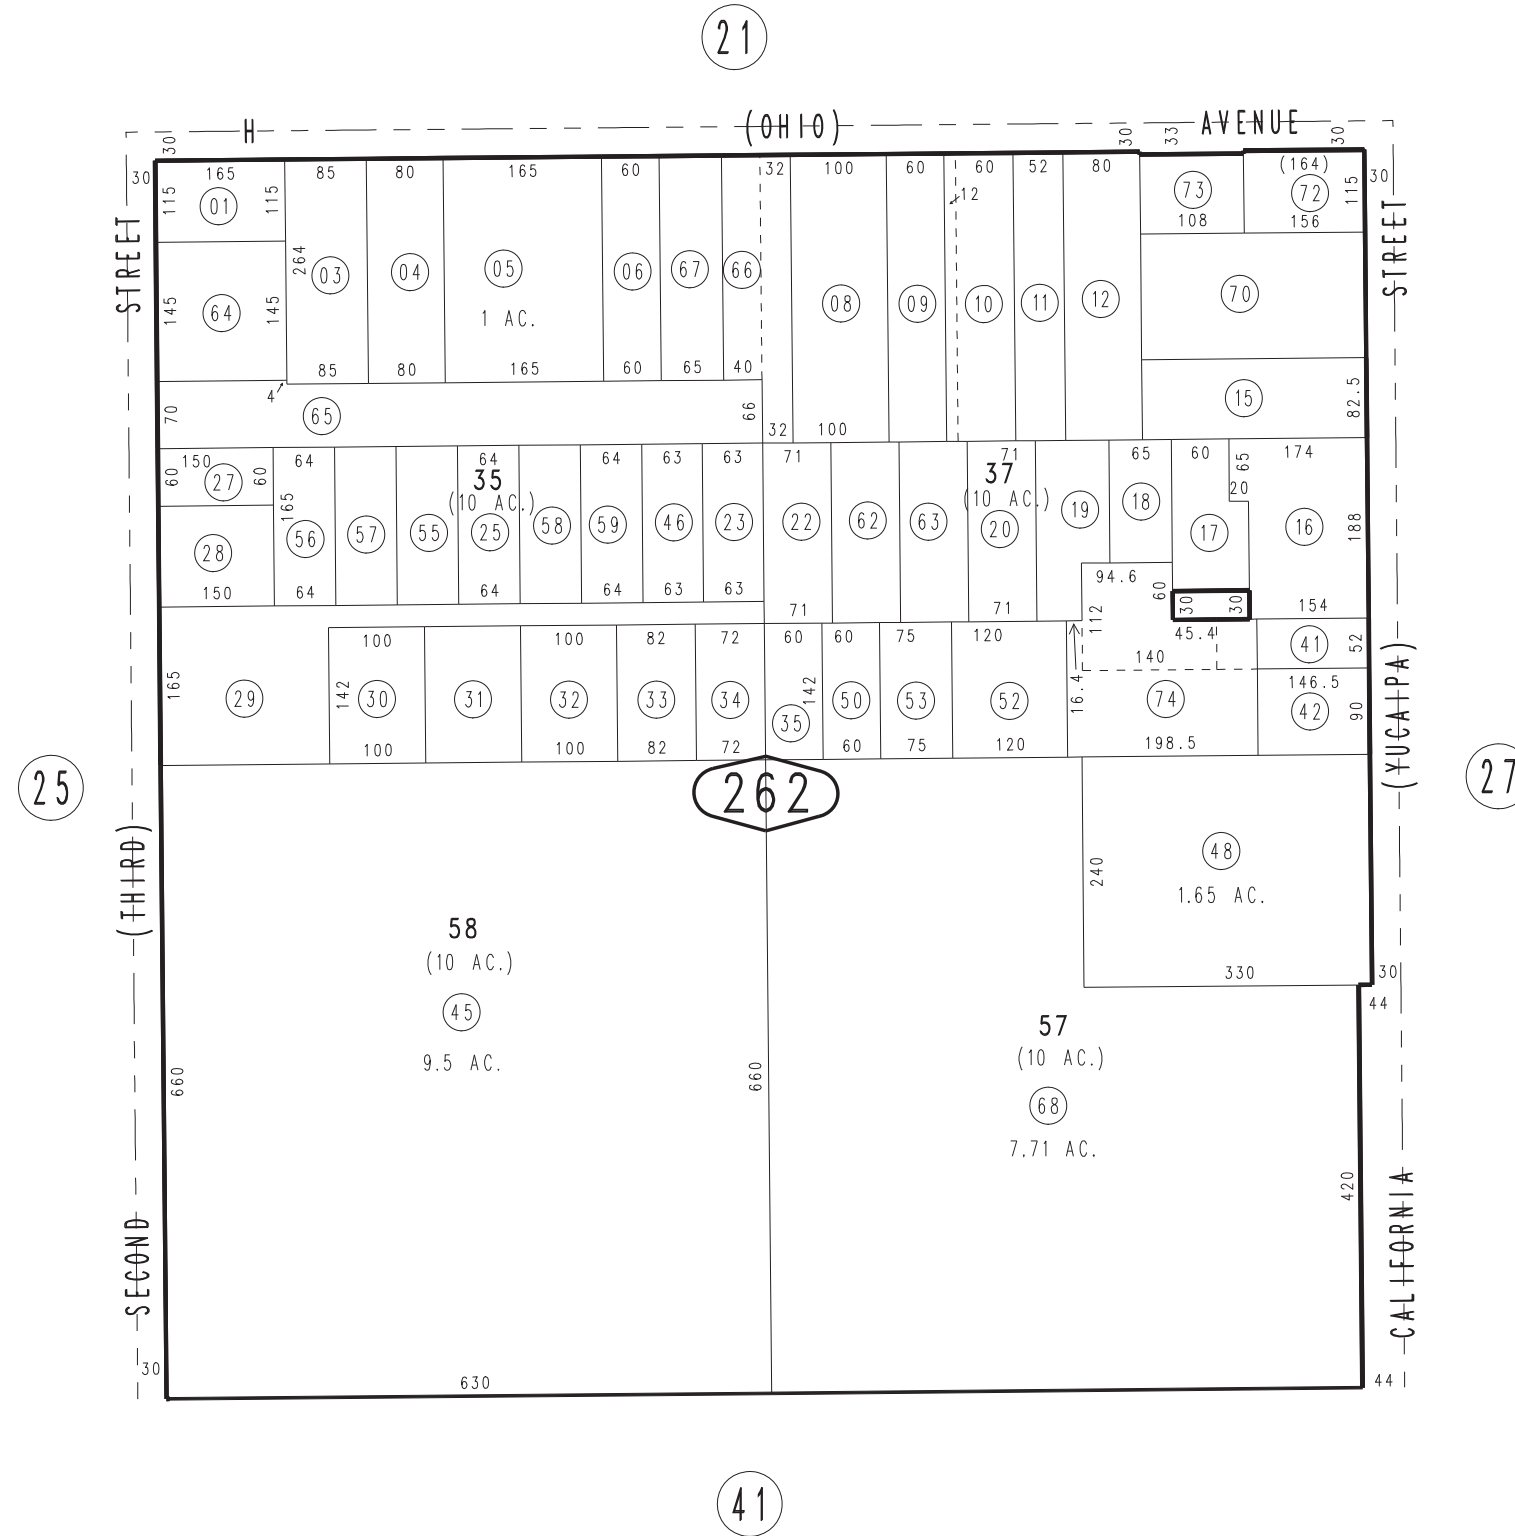 21
H (OHIO) AVENUE
30 30 33 30
30 165 85 80 165 60 32 100 60 60 52 80 (164) 30
115 01 115 12 73 72 115
108 156
STREET STREET
264 03 04 05 06 67 66 08 09 10 11 12 70
145 64 145 1 AC.
85 80 165 60 65 40
4
70 65 66 15 82.5
32 100
150 64 64 64 63 63 71 71 65 60 65 174
60 27 60 35 37 20
165 (10 AC.) (10 AC.)
28 56 57 55 25 58 59 46 23 22 62 63 20 19 18 17 16 188
150 64 64 64 63 63 71 71 94.6 60 30 30 154
112
100 100 82 72 60 60 75 120 45.4 41 52
140
165 29 142 30 31 32 33 34 35 142 50 53 52 16.4 74 146.5
42 90
100 100 82 72 60 75 120 198.5
(YUCAIPA)
25 262 27
(THIRD)
240 48
1.65 AC.
58
(10 AC.)
330 30
45 44
57
9.5 AC. (10 AC.)
660 660 68
7.71 AC.
420
SECOND CALIFORNIA
30 630 44
41